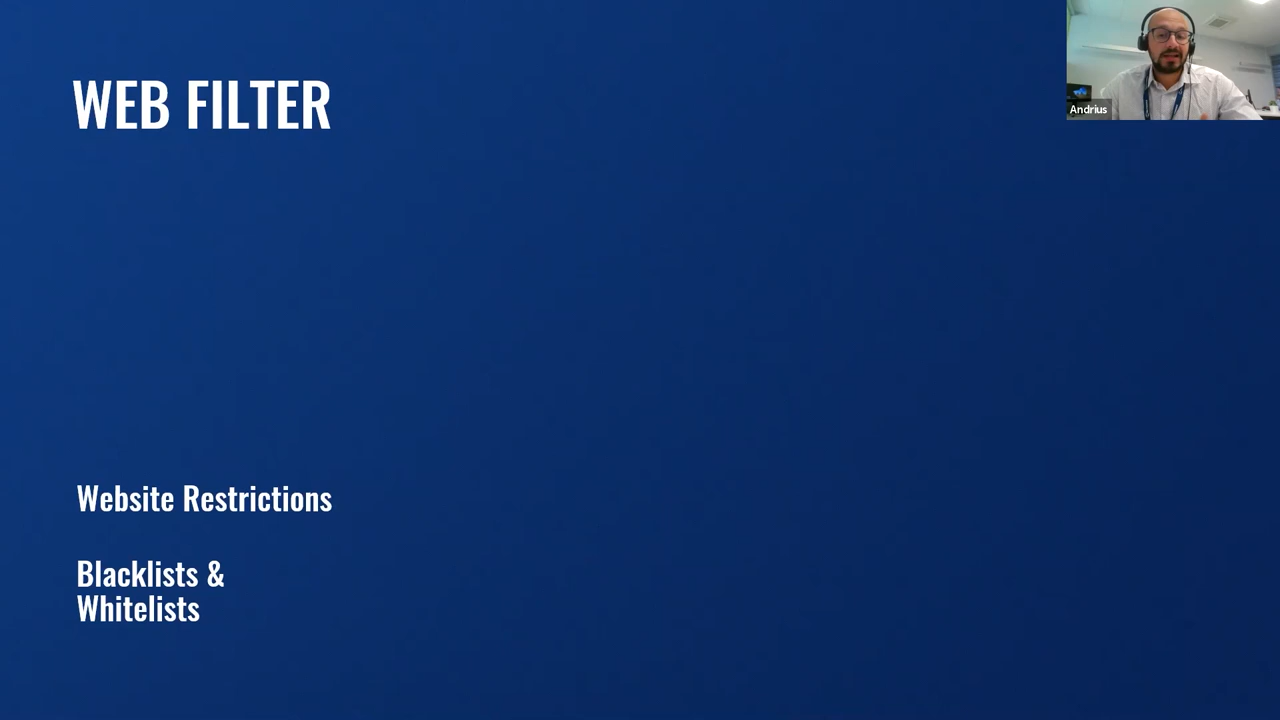 WEB FILTER
Andrius
Website Restrictions
Blacklists &
Whitelists